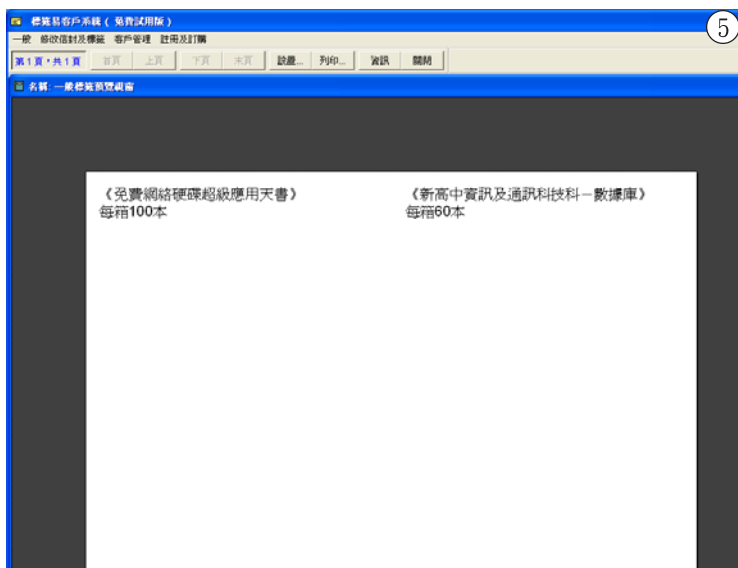 標籤易客戶系統 ( 免費試用版 )
⑤
一般 修改信封及標籤 客戶管理 註冊及訂購
第 1 頁，共 1 頁 首頁 上頁 下頁 末頁 設置... 列印... 資訊 關閉
名稱: 一般標籤預覽視窗
《免費網絡硬碟超級應用天書》 《新高中資訊及通訊科技科－數據庫》
每箱100本 每箱60本